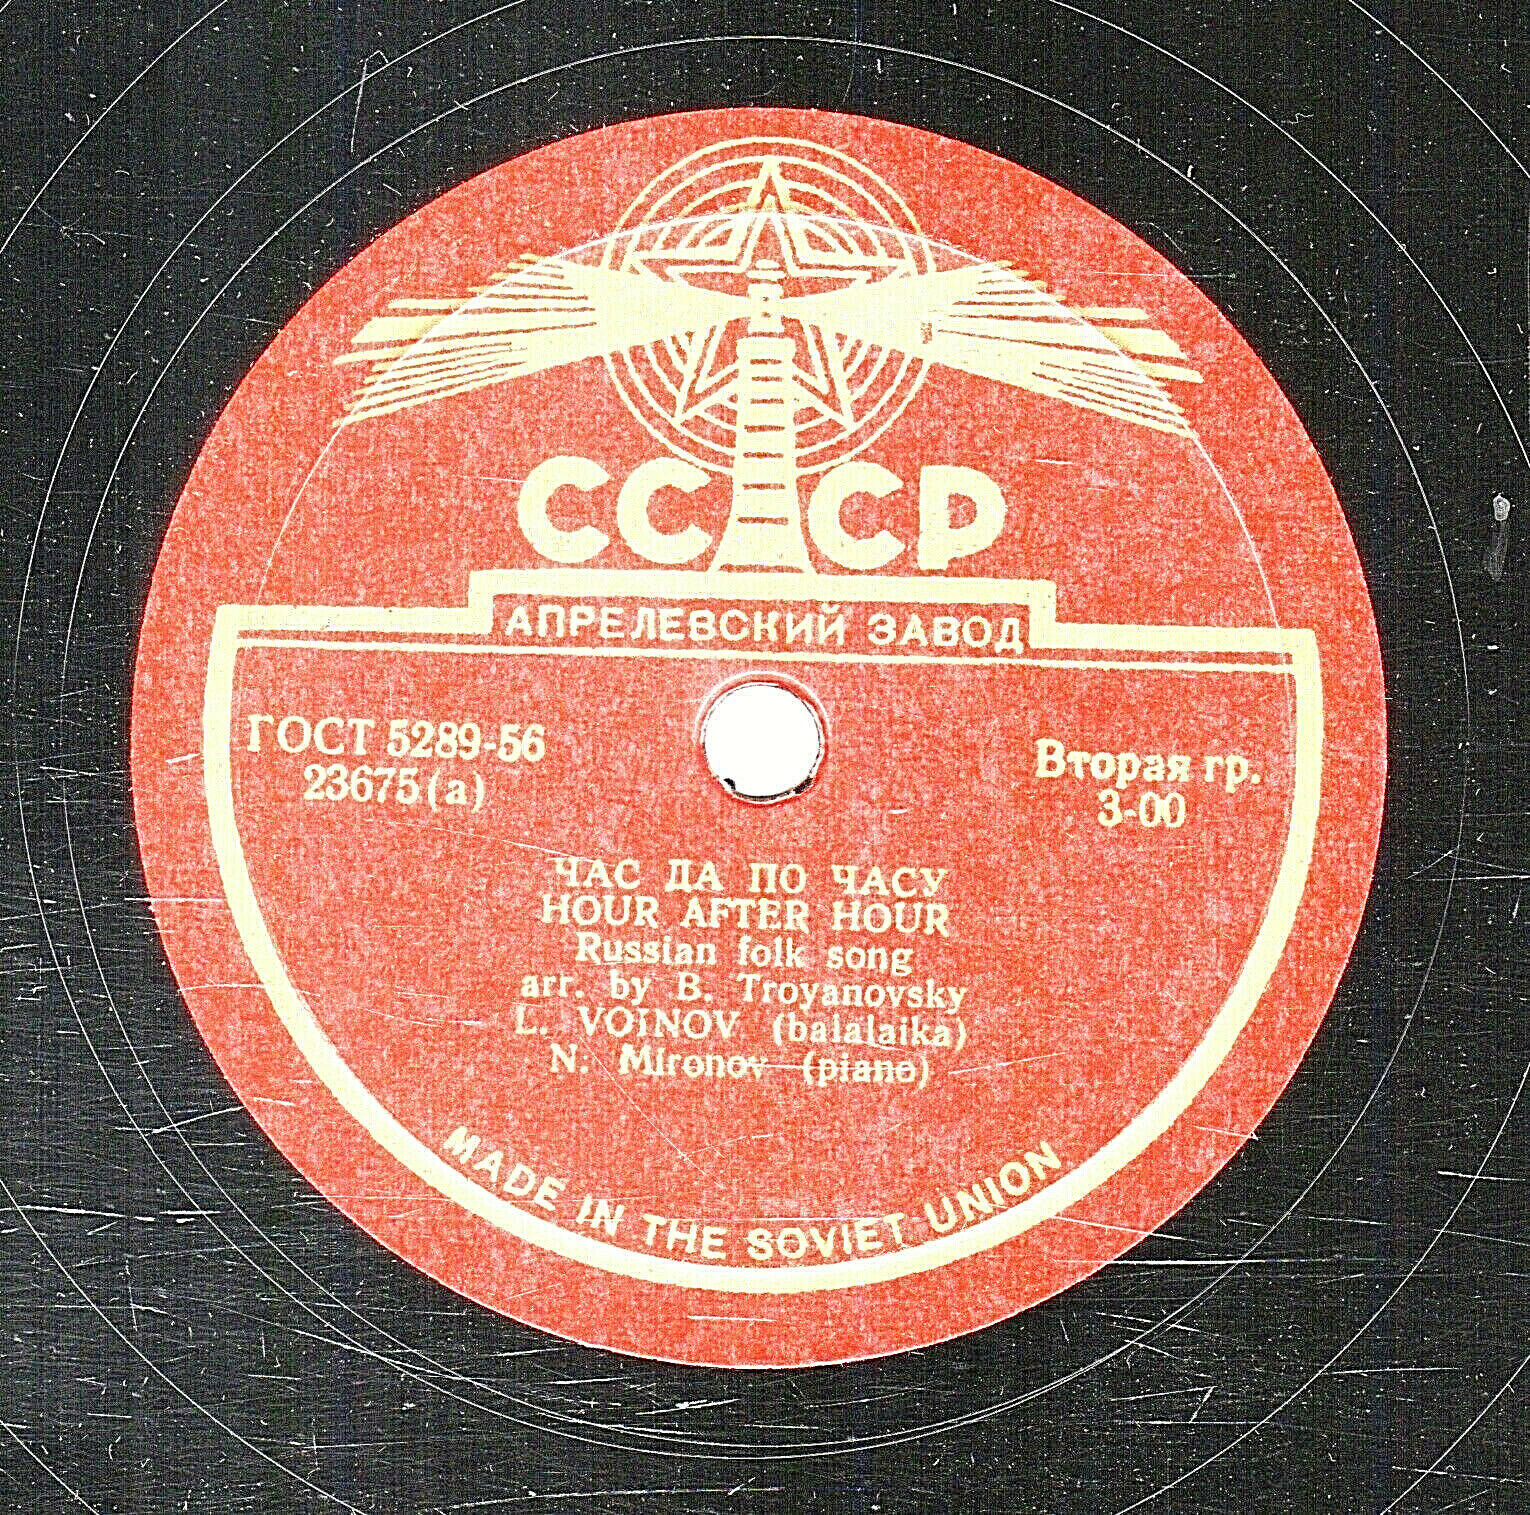 СССР
АПРЕЛЕВСКИЙ ЗАВОД
ГОСТ 5289-56
23675(а)
Вторая гр.
3-00
ЧАС ДА ПО ЧАСУ
HOUR AFTER HOUR
Russian folk song
arr. by B. Troyanovsky
L. VOINOV (balalaika)
N. Mironov (piano)
MADE IN THE SOVIET UNION